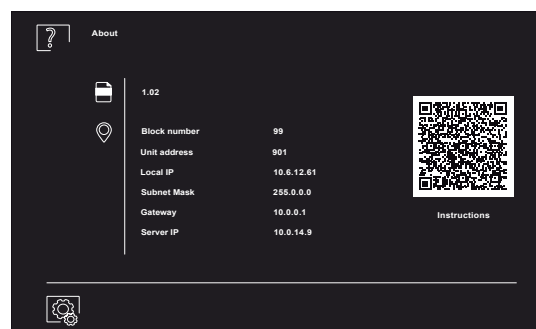 About
1.02
Block number 99
Unit address 901
Local IP 10.6.12.61
Subnet Mask 255.0.0.0
Gateway 10.0.0.1
Server IP 10.0.14.9
Instructions